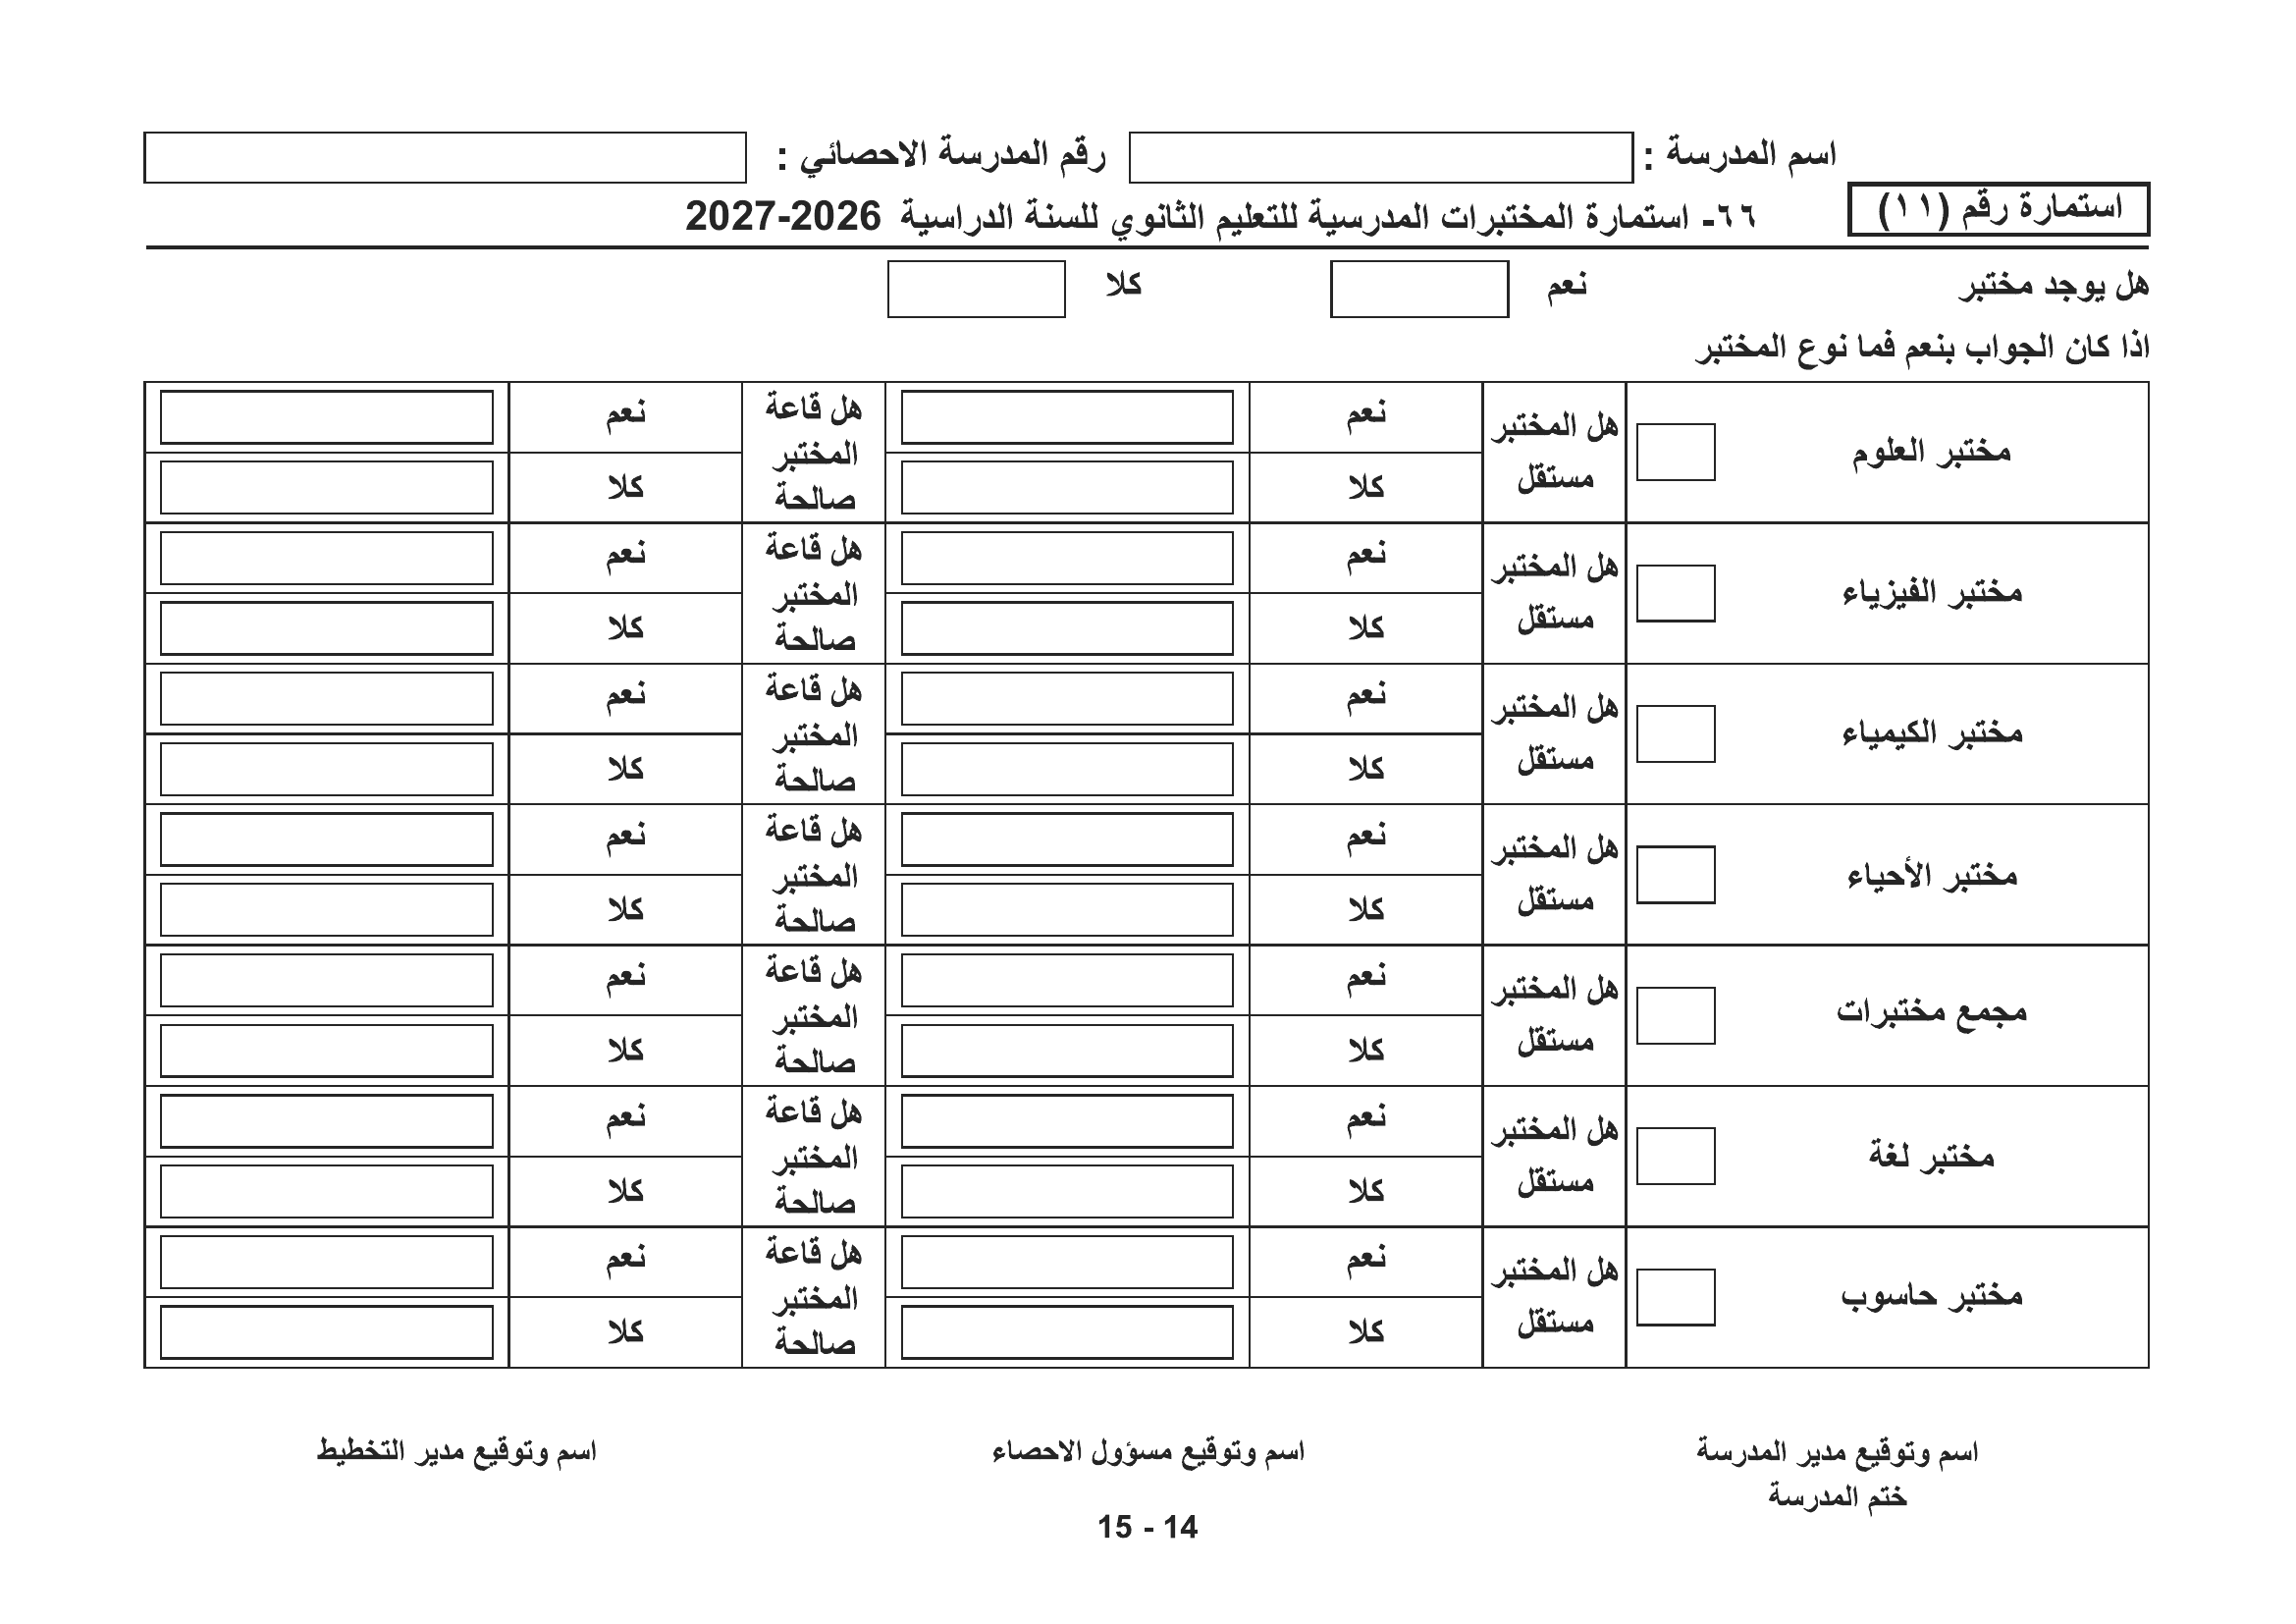 اسم المدرسة : رقم المدرسة الاحصائي :
استمارة رقم (١١)
٦٦- استمارة المختبرات المدرسية للتعليم الثانوي للسنة الدراسية 2026-2027
هل يوجد مختبر نعم كلا
اذا كان الجواب بنعم فما نوع المختبر
مختبر العلوم هل المختبر مستقل نعم كلا هل قاعة المختبر صالحة نعم كلا
مختبر الفيزياء هل المختبر مستقل نعم كلا هل قاعة المختبر صالحة نعم كلا
مختبر الكيمياء هل المختبر مستقل نعم كلا هل قاعة المختبر صالحة نعم كلا
مختبر الأحياء هل المختبر مستقل نعم كلا هل قاعة المختبر صالحة نعم كلا
مجمع مختبرات هل المختبر مستقل نعم كلا هل قاعة المختبر صالحة نعم كلا
مختبر لغة هل المختبر مستقل نعم كلا هل قاعة المختبر صالحة نعم كلا
مختبر حاسوب هل المختبر مستقل نعم كلا هل قاعة المختبر صالحة نعم كلا
اسم وتوقيع مدير المدرسة اسم وتوقيع مسؤول الاحصاء اسم وتوقيع مدير التخطيط
ختم المدرسة
15 - 14